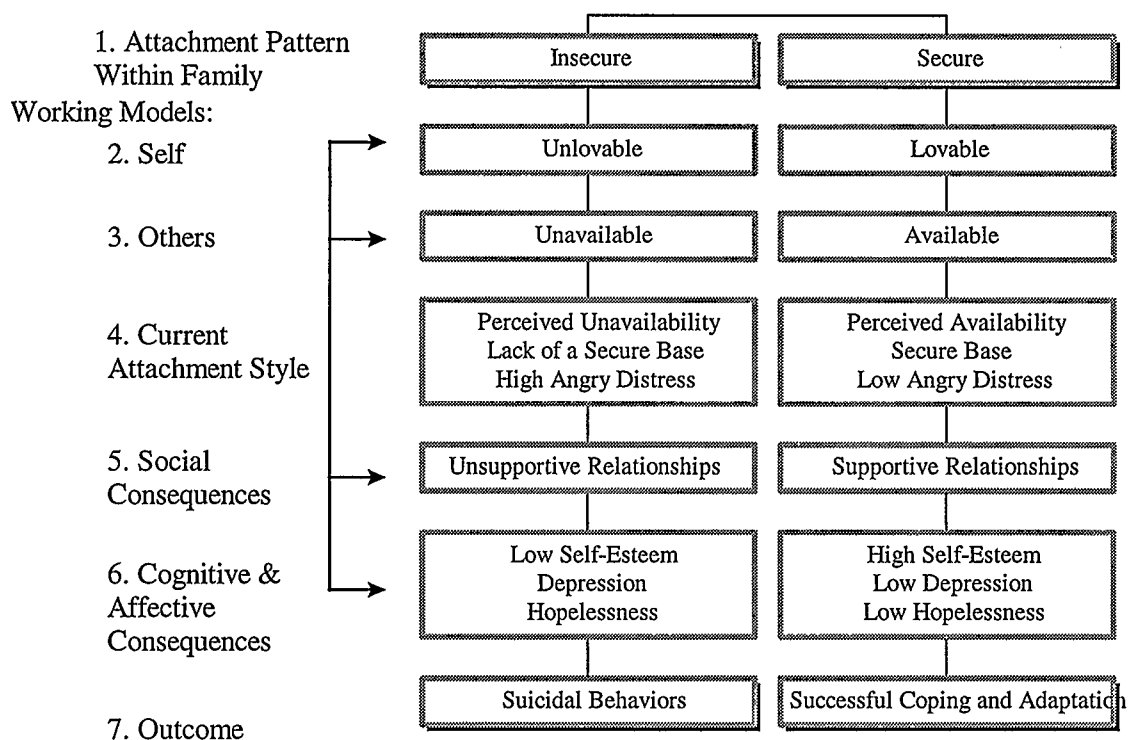 1. Attachment Pattern
Within Family
Insecure
Secure
Working Models:
2. Self
Unlovable
Lovable
3. Others
Unavailable
Available
4. Current
Attachment Style
Perceived Unavailability
Lack of a Secure Base
High Angry Distress
Perceived Availability
Secure Base
Low Angry Distress
5. Social
Consequences
Unsupportive Relationships
Supportive Relationships
6. Cognitive &
Affective
Consequences
Low Self-Esteem
Depression
Hopelessness
High Self-Esteem
Low Depression
Low Hopelessness
7. Outcome
Suicidal Behaviors
Successful Coping and Adaptation